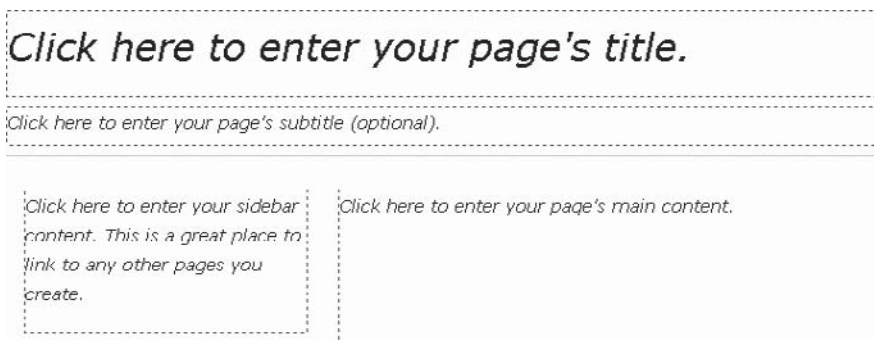 Click here to enter your page's title.
Click here to enter your page's subtitle (optional).
Click here to enter your sidebar
content. This is a great place to
link to any other pages you
create.
Click here to enter your page's main content.